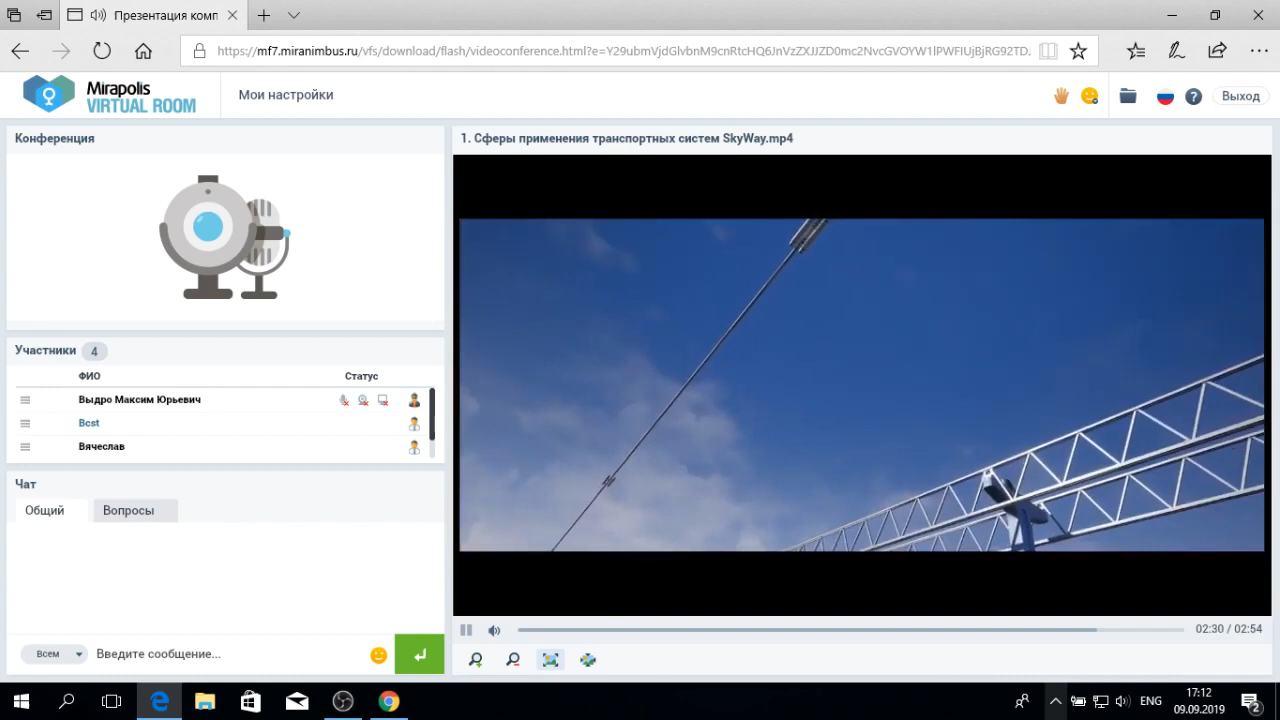 Презентация комп
https://mf7.miranimbus.ru/vfs/download/flash/videoconference.html?e=Y29ubmVjdGlvbnM9cnRtcHQ6JnVzZXJJZD0mc2NvcGVOYW1lPWFIUjBjRG92TD.
Mirapolis
VIRTUAL ROOM
Мои настройки
?
Выход
Конференция
1. Сферы применения транспортных систем SkyWay.mp4
Участники 4
ФИО Статус
Выдро Максим Юрьевич
Bcst
Вячеслав
Чат
Общий Вопросы
Всем Введите сообщение...
02:30 / 02:54
ENG
17:12
09.09.2019
2